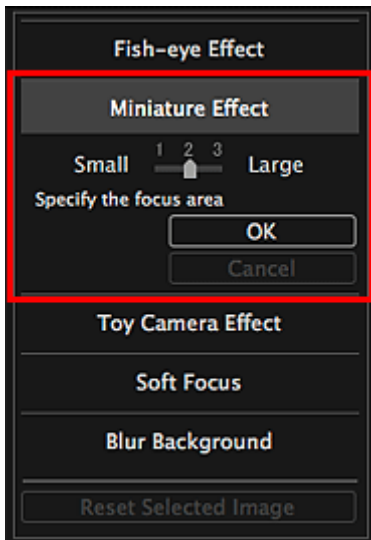 Fish-eye Effect
Miniature Effect
1 2 3
Small Large
Specify the focus area
OK
Cancel
Toy Camera Effect
Soft Focus
Blur Background
Reset Selected Image